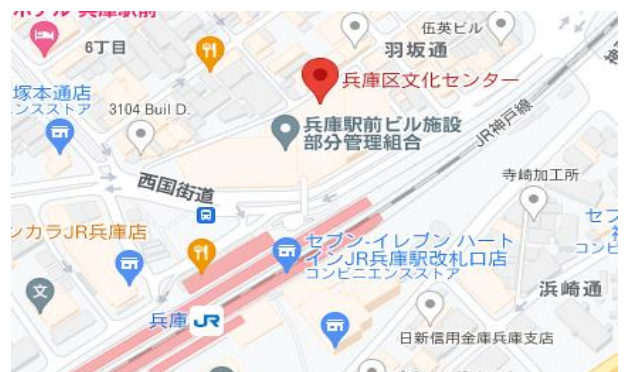 兵庫駅前
6丁目
伍英ビル
羽坂通
兵庫区文化センター
塚本通店
ンスストア
3104 Buil D.
兵庫駅前ビル施設
部分管理組合
JR神戸線
西国街道
寺崎加工所
ンカラJR兵庫店
セブン-イレブン ハート
インJR兵庫駅改札口店
コンビニエンスストア
セブ
コンビニ
浜崎通
文
兵庫 JR
日新信用金庫兵庫支店